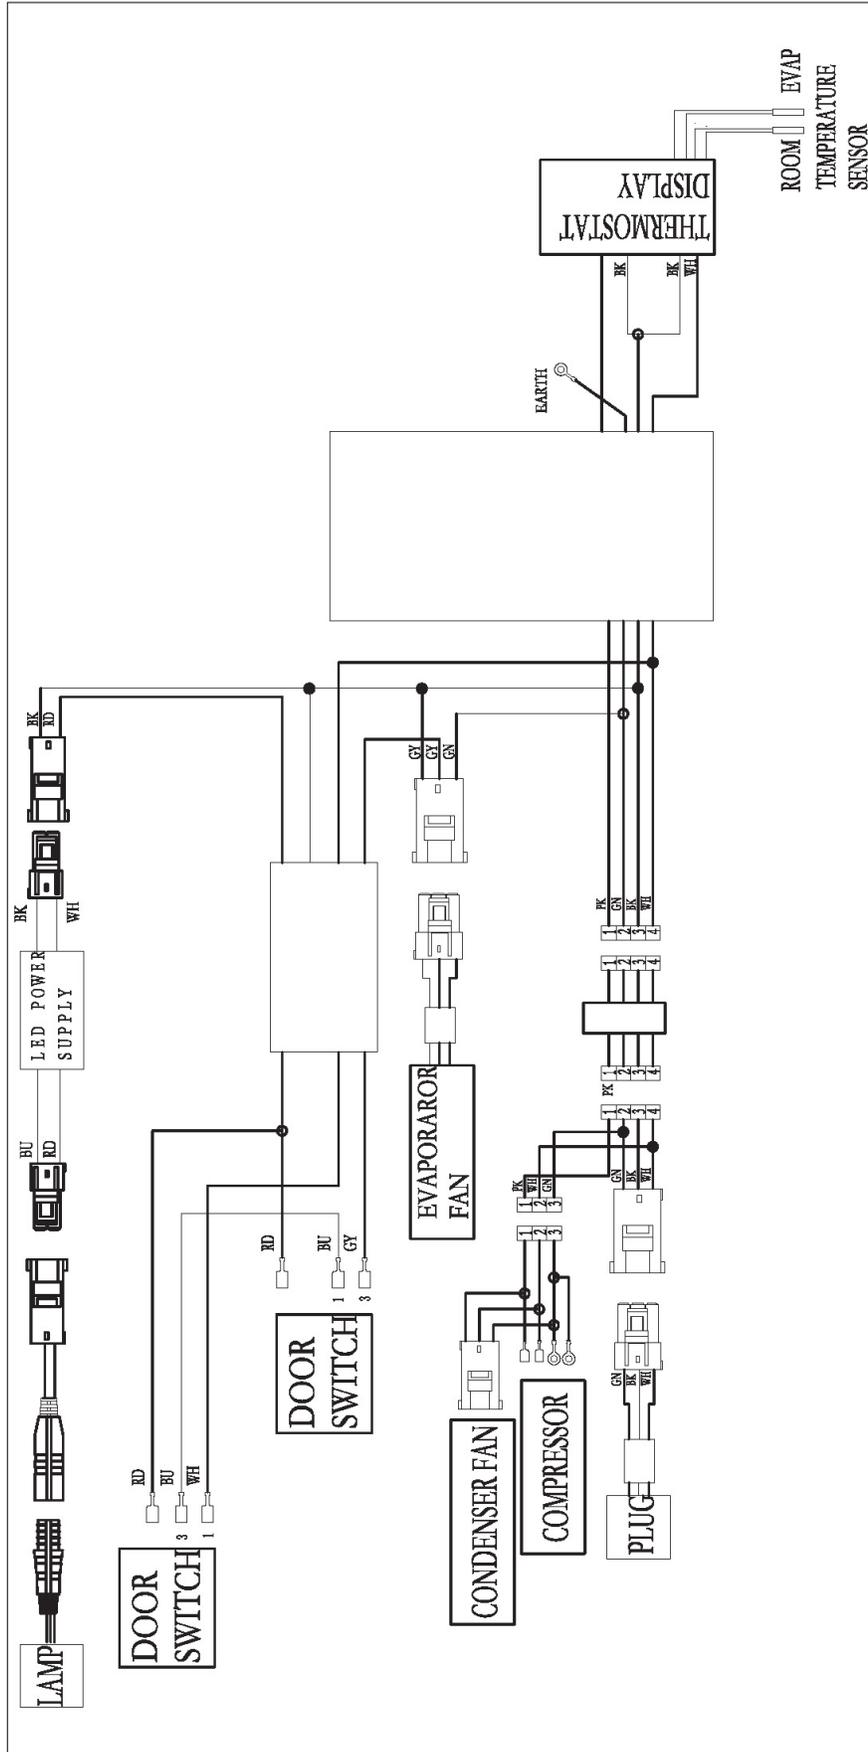 EVAP
ROOM
TEMPERATURE
SENSOR
THERMOSTAT
DISPLAY
BK
BK
WH
EARTH
BK
RD
GY
GY
GN
BK
WH
LED POWER
SUPPLY
PK
GN
BK
WH
1
2
3
4
1
2
3
4
1
2
3
4
PK
1
2
3
4
EVAPORAROR
FAN
BU
RD
PK
WH
GN
1
2
3
1
2
3
GN
BK
WH
RD
BU
GY
1
3
DOOR
SWITCH
GN
BK
WH
RD
BU
WH
3
1
DOOR
SWITCH
CONDENSER FAN
COMPRESSOR
PLUG
LAMP